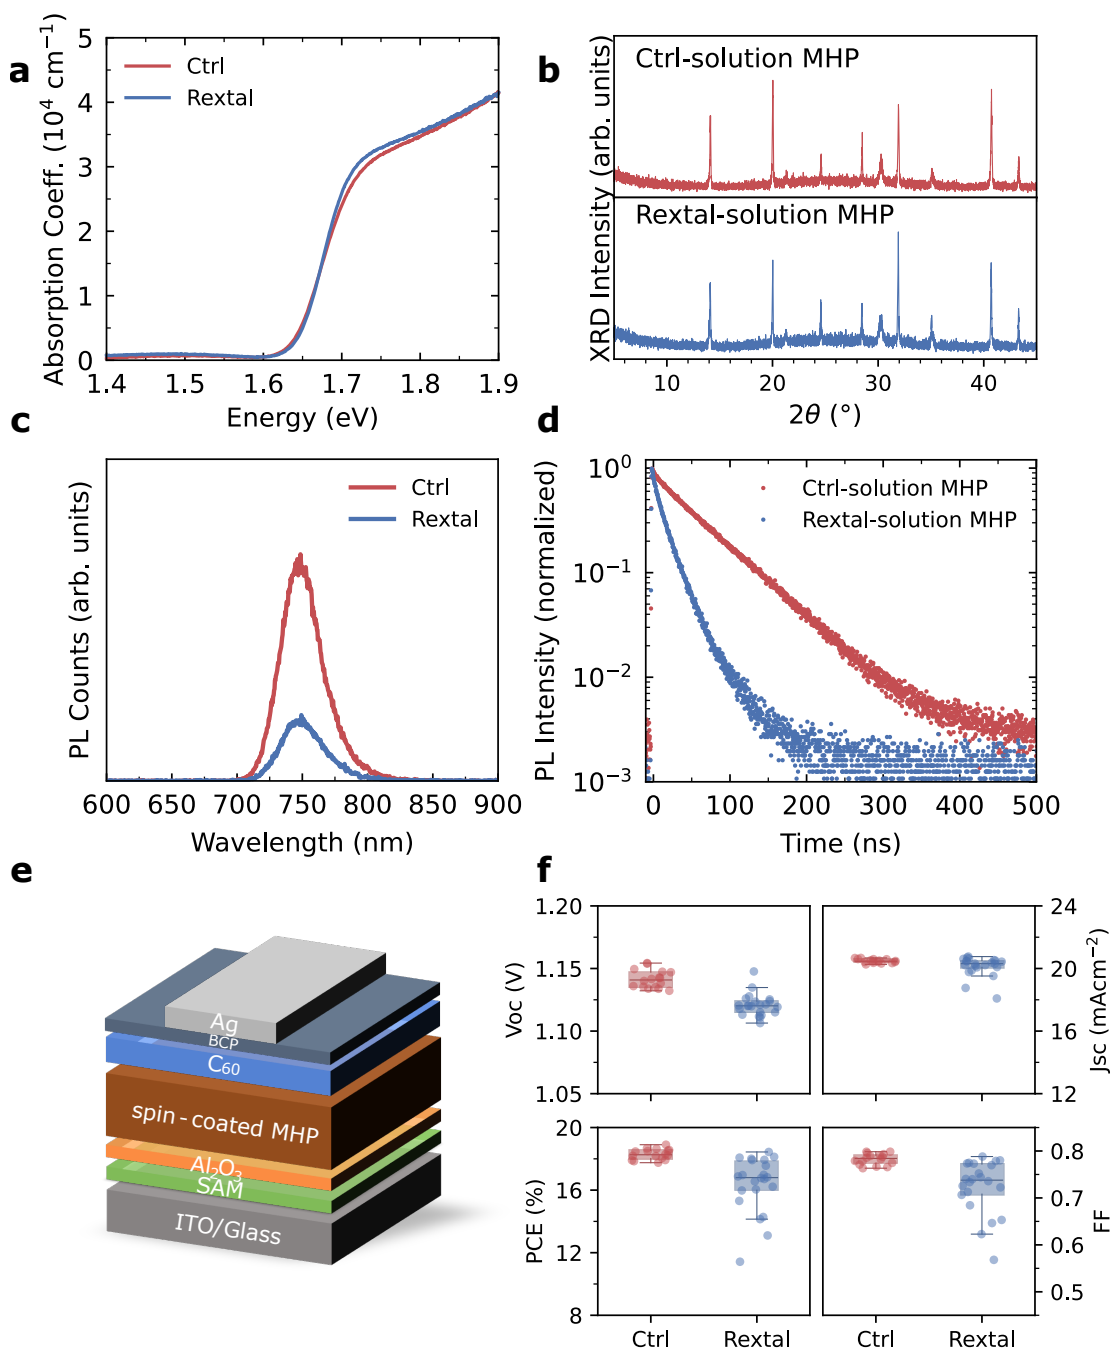 a
Ctrl
Rextal
Absorption Coeff. (10⁴ cm⁻¹)
5
4
3
2
1
0
1.4 1.5 1.6 1.7 1.8 1.9
Energy (eV)
b
Ctrl-solution MHP
Rextal-solution MHP
XRD Intensity (arb. units)
10 20 30 40
2θ (°)
c
Ctrl
Rextal
PL Counts (arb. units)
600 650 700 750 800 850 900
Wavelength (nm)
d
Ctrl-solution MHP
Rextal-solution MHP
PL Intensity (normalized)
10⁰
10⁻¹
10⁻²
10⁻³
0 100 200 300 400 500
Time (ns)
e
Ag
BCP
C₆₀
spin-coated MHP
Al₂O₃
SAM
ITO/Glass
f
Voc (V)
1.20
1.15
1.10
1.05
24
20
16
12
Jsc (mAcm⁻²)
PCE (%)
20
16
12
8
0.8
0.7
0.6
0.5
FF
Ctrl Rextal Ctrl Rextal